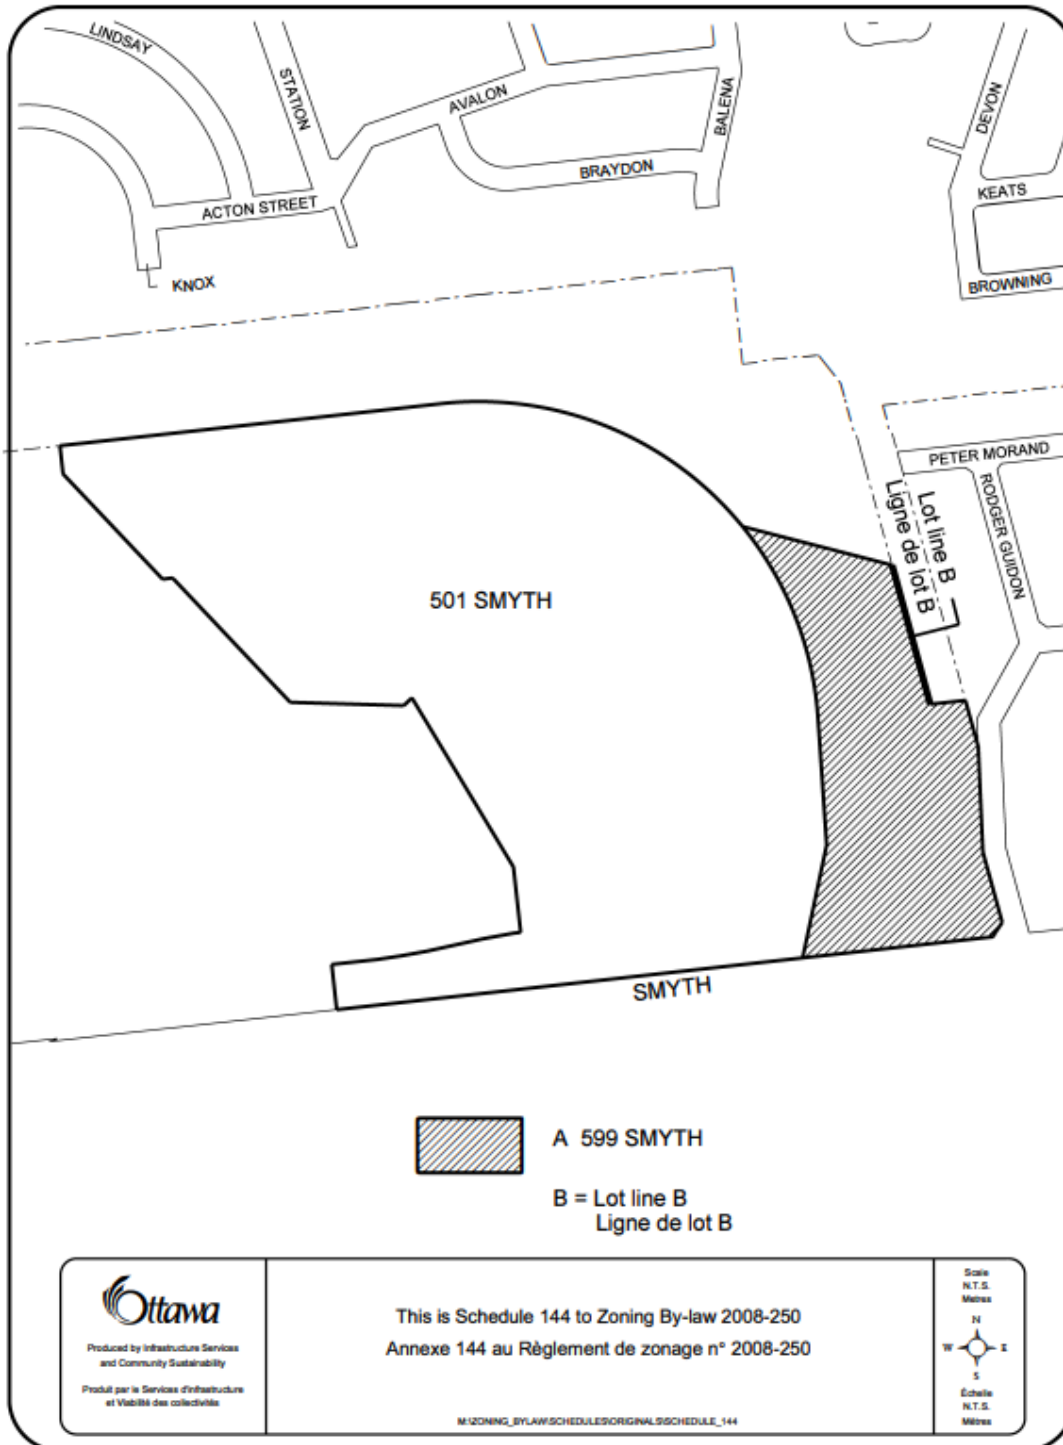 LINDSAY
STATION
AVALON
BALENA
DEVON
BRAYDON
KEATS
ACTON STREET
KNOX
BROWNING
PETER MORAND
RODGER GUIDON
Lot line B
Ligne de lot B
501 SMYTH
SMYTH
A 599 SMYTH
B = Lot line B
Ligne de lot B
Ottawa
Produced by Infrastructure Services
and Community Sustainability
Produit par le Services d'infrastructure
et Viabilité des collectivités
This is Schedule 144 to Zoning By-law 2008-250
Annexe 144 au Règlement de zonage n° 2008-250
M:\ZONING_BYLAW\SCHEDULES\ORIGINALS\SCHEDULE_144
Scale
N.T.S.
Metres
N
W E
S
Échelle
N.T.S.
Mètres